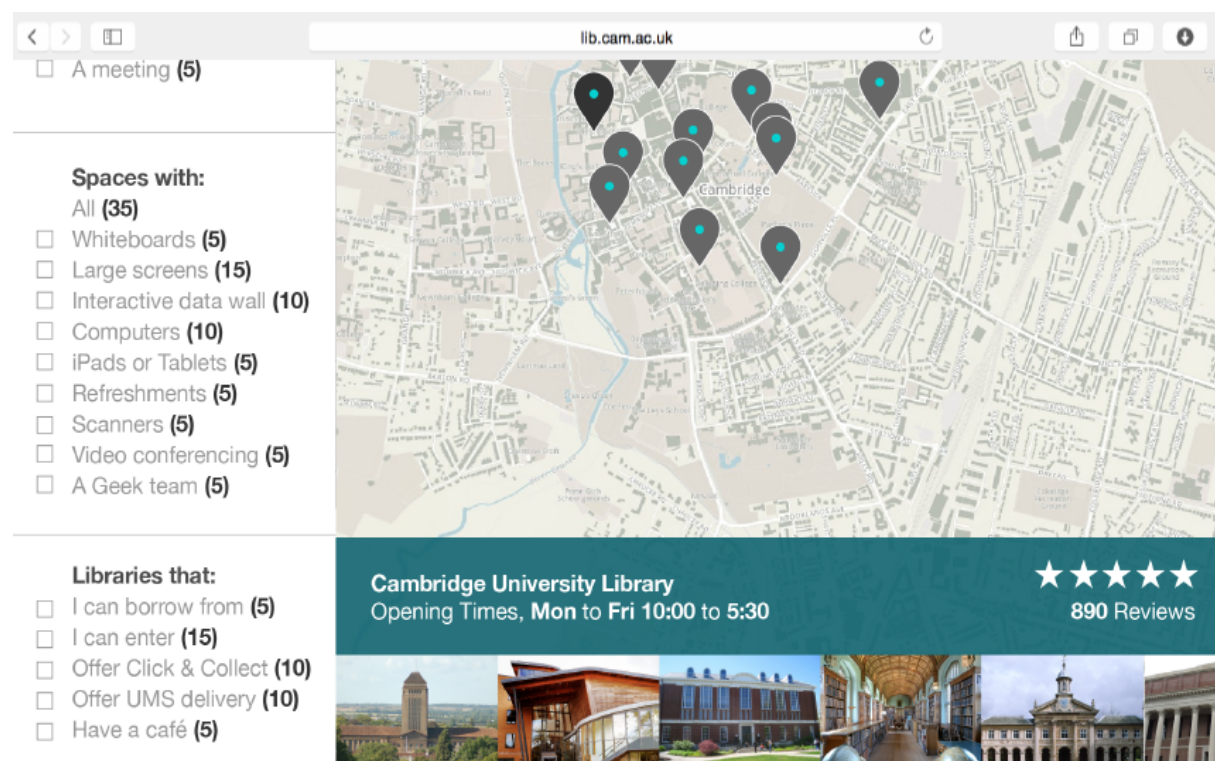 lib.cam.ac.uk
A meeting (5)
Spaces with:
All (35)
Whiteboards (5)
Large screens (15)
Interactive data wall (10)
Computers (10)
iPads or Tablets (5)
Refreshments (5)
Scanners (5)
Video conferencing (5)
A Geek team (5)
Libraries that:
I can borrow from (5)
I can enter (15)
Offer Click & Collect (10)
Offer UMS delivery (10)
Have a café (5)
Cambridge
Cambridge University Library
Opening Times, Mon to Fri 10:00 to 5:30
890 Reviews